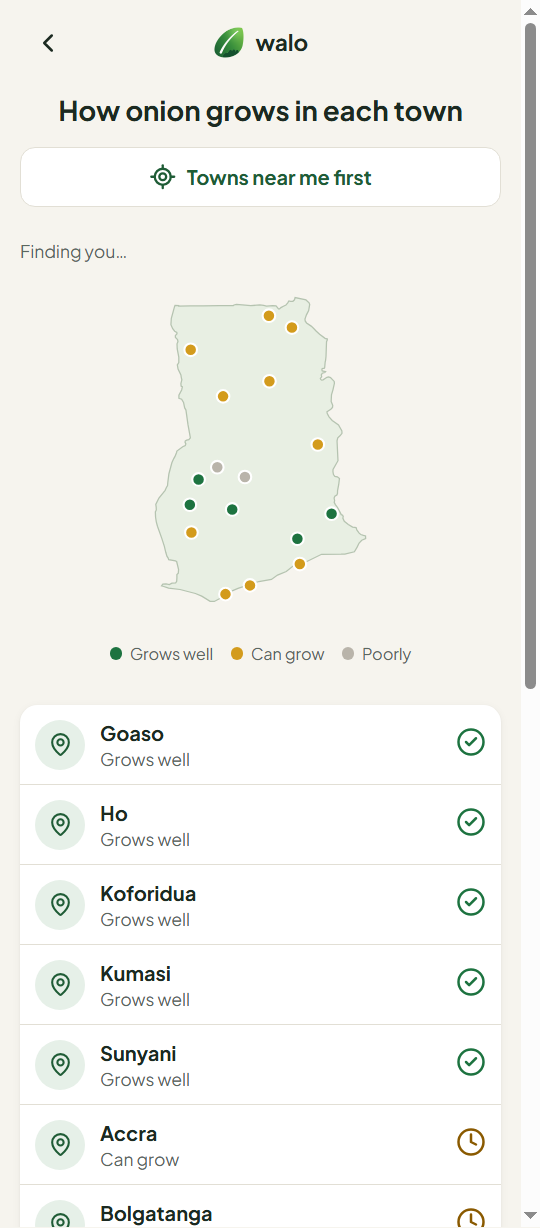 walo
How onion grows in each town
Towns near me first
Finding you...
Grows well
Can grow
Poorly
Goaso
Grows well
Ho
Grows well
Koforidua
Grows well
Kumasi
Grows well
Sunyani
Grows well
Accra
Can grow
Bolgatanga